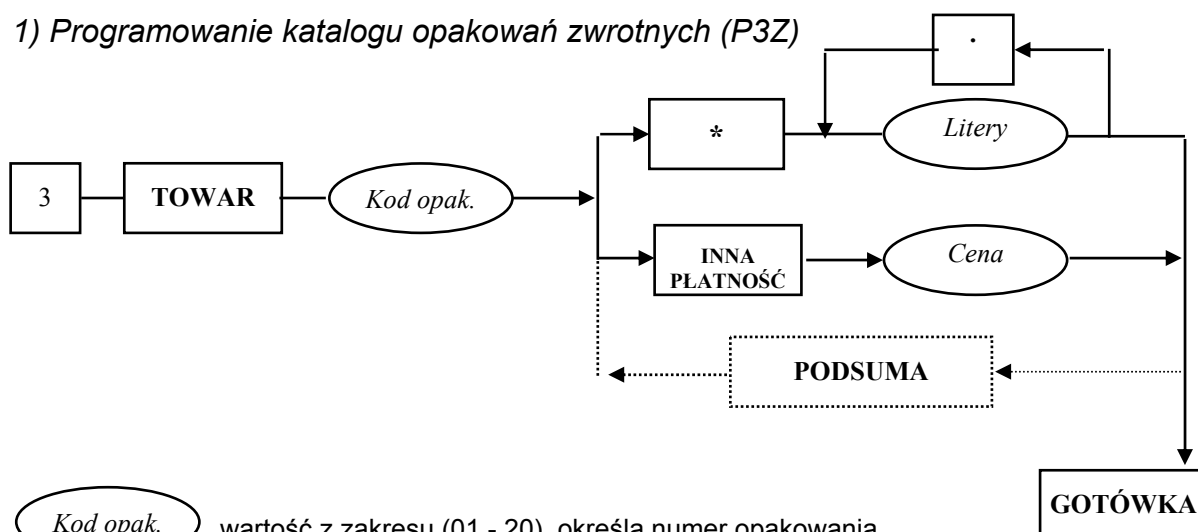 1) Programowanie katalogu opakowań zwrotnych (P3Z)
.
*
Litery
3
TOWAR
Kod opak.
INNA
PŁATNOŚĆ
Cena
PODSUMA
GOTÓWKA
Kod opak.
wartość z zakresu (01 - 20), określa numer opakowania